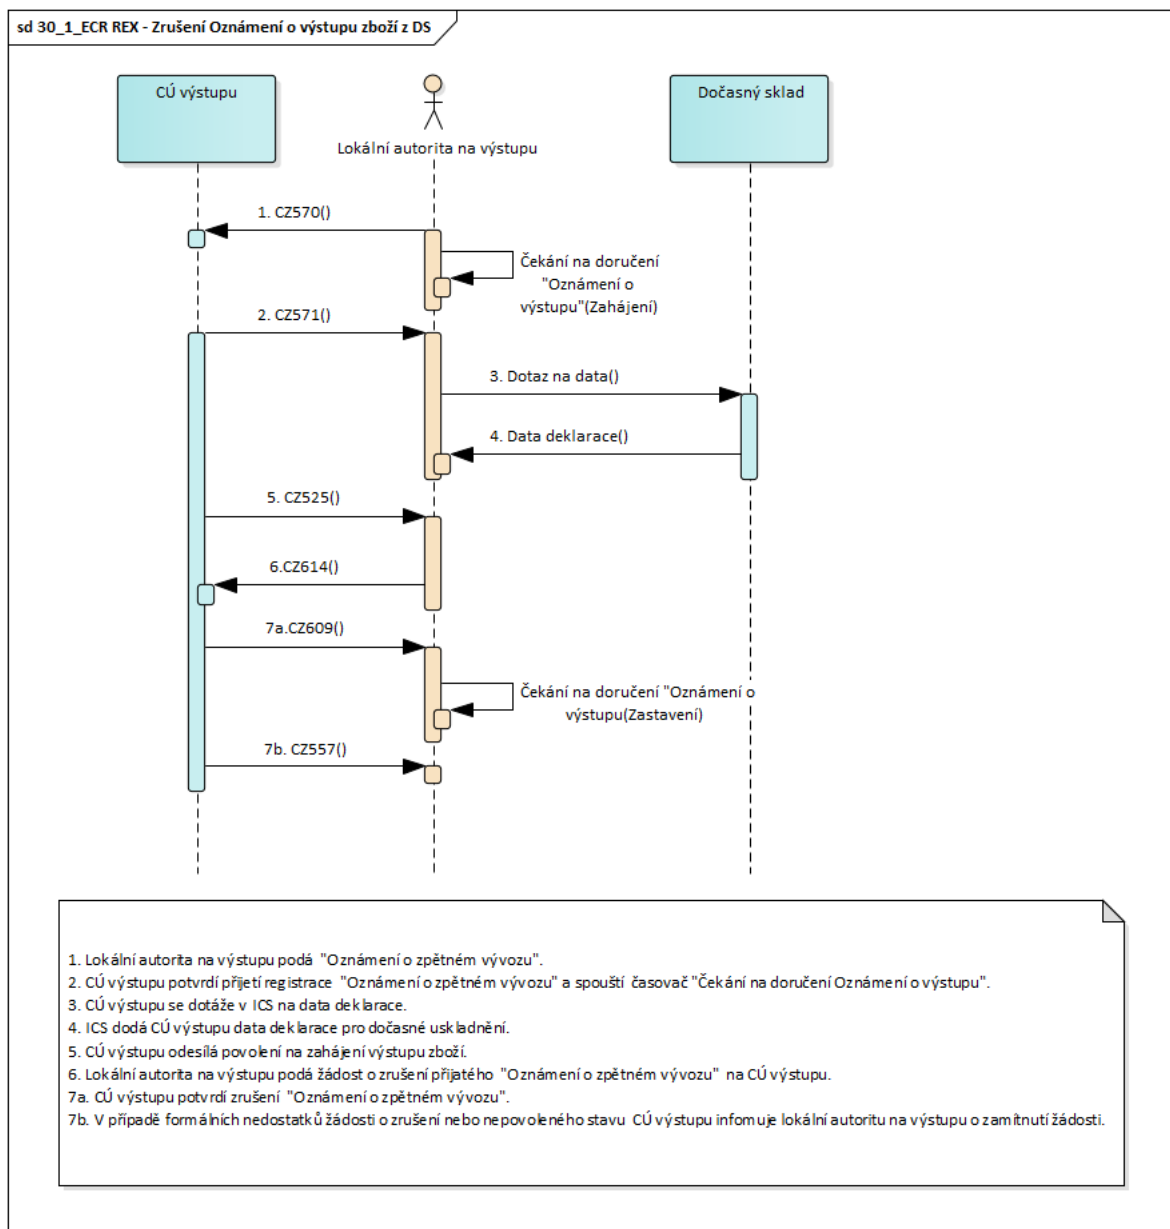 sd 30_1_ECR REX - Zrušení Oznámení o výstupu zboží z DS
CÚ výstupu
Lokální autorita na výstupu
Dočasný sklad
1. CZ570()
Čekání na doručení
"Oznámení o
výstupu"(Zahájení)
2. CZ571()
3. Dotaz na data()
4. Data deklarace()
5. CZ525()
6.CZ614()
7a.CZ609()
Čekání na doručení "Oznámení o
výstupu(Zastavení)
7b. CZ557()
1. Lokální autorita na výstupu podá "Oznámení o zpětném vývozu".
2. CÚ výstupu potvrdí přijetí registrace "Oznámení o zpětném vývozu" a spouští časovač "Čekání na doručení Oznámení o výstupu".
3. CÚ výstupu se dotáže v ICS na data deklarace.
4. ICS dodá CÚ výstupu data deklarace pro dočasné uskladnění.
5. CÚ výstupu odesílá povolení na zahájení výstupu zboží.
6. Lokální autorita na výstupu podá žádost o zrušení přijatého "Oznámení o zpětném vývozu" na CÚ výstupu.
7a. CÚ výstupu potvrdí zrušení "Oznámení o zpětném vývozu".
7b. V případě formálních nedostatků žádosti o zrušení nebo nepovoleného stavu CÚ výstupu infomuje lokální autoritu na výstupu o zamítnutí žádosti.